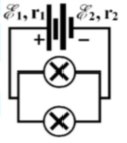 ℰ₁, r₁ ℰ₂, r₂
+ −